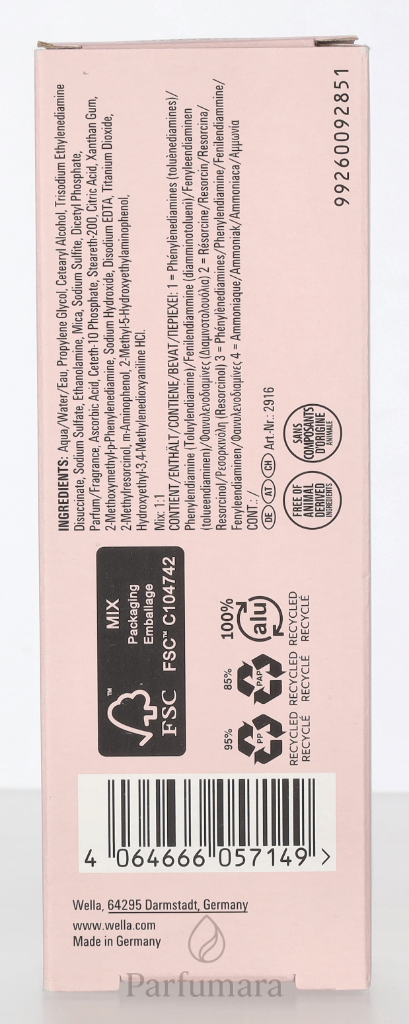 INGREDIENTS: Aqua/Water/Eau, Propylene Glycol, Cetearyl Alcohol, Trisodium Ethylenediamine
Disuccinate, Sodium Sulfate, Ethanolamine, Mica, Sodium Sulfite, Dicetyl Phosphate,
Parfum/Fragrance, Ascorbic Acid, Ceteth-10 Phosphate, Steareth-200, Citric Acid, Xanthan Gum,
2-Methoxymethyl-p-Phenylenediamine, Sodium Hydroxide, Disodium EDTA, Titanium Dioxide,
2-Methylresorcinol, m-Aminophenol, 2-Methyl-5-Hydroxyethylaminophenol,
Hydroxyethyl-3,4-Methylenedioxyaniline HCl.
Mix: 1:1
CONTIENT/ENTHÄLT/CONTIENE/BEVAT/ΠΕΡΙΕΧΕΙ: 1 = Phénylènediamines (toluènediamines)/
Phenylendiamine (Toluylendiamine)/Fenilendiammine (diamminotolueni)/Fenyleendiaminen
(tolueendiaminen)/Φαινυλενοδιαμίνες (Διαμινοτολουόλια) 2 = Résorcine/Resorcin/Resorcina/
Resorcinol/Ρεσορκινόλη (Resorcinol) 3 = Phénylènediamines/Phenylendiamine/Fenilendiammine/
Fenyleendiaminen/Φαινυλενοδιαμίνες 4 = Ammoniaque/Ammoniak/Ammoniaca/Αμμωνία
CONT.: /
DE AT CH Art.-Nr.: 2916
FREE OF
ANIMAL
DERIVED
INGREDIENTS
SANS
COMPOSANTS
D'ORIGINE
ANIMALE
99260092851
FSC™
MIX
Packaging
Emballage
FSC™ C104742
95%
PP
RECYCLED
RECYCLÉ
85%
PAP
RECYCLED
RECYCLÉ
100%
alu
RECYCLED
RECYCLÉ
4 064666 057149 >
Wella, 64295 Darmstadt, Germany
www.wella.com
Made in Germany
Parfumara